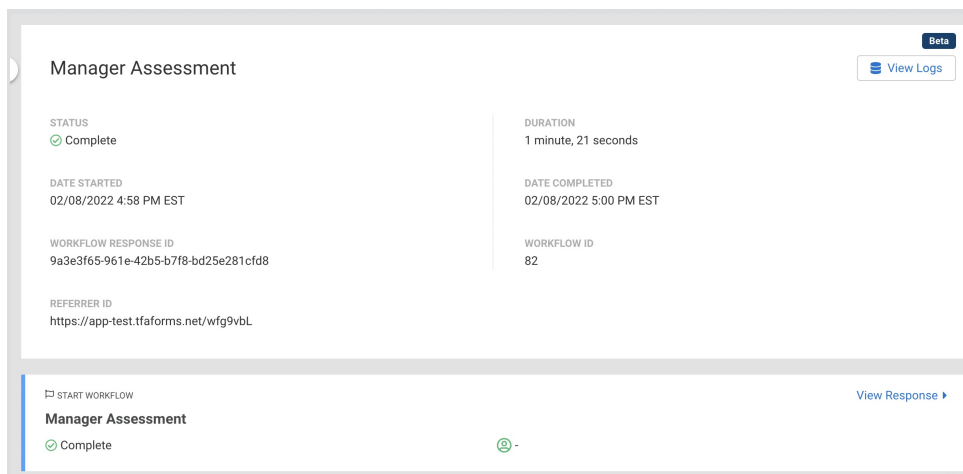 Beta
Manager Assessment
View Logs
STATUS
Complete
DURATION
1 minute, 21 seconds
DATE STARTED
02/08/2022 4:58 PM EST
DATE COMPLETED
02/08/2022 5:00 PM EST
WORKFLOW RESPONSE ID
9a3e3f65-961e-42b5-b7f8-bd25e281cfd8
WORKFLOW ID
82
REFERRER ID
https://app-test.tfaforms.net/wfg9vbL
START WORKFLOW
View Response
Manager Assessment
Complete
-